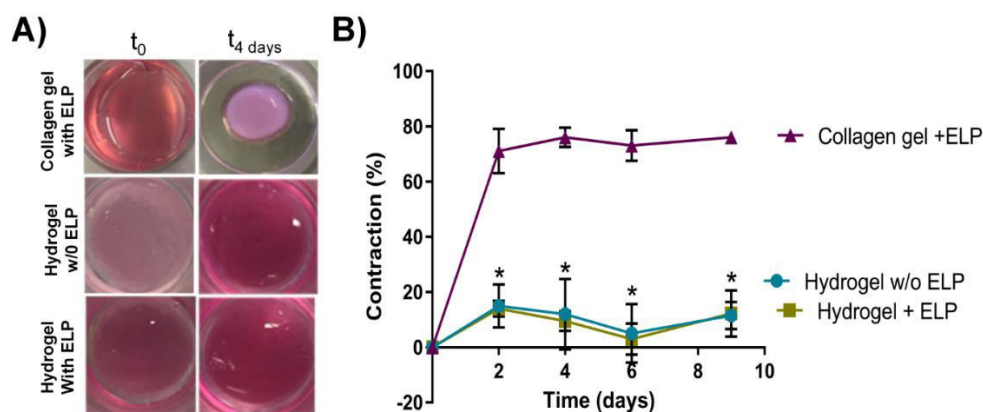 A)
t0
t4 days
Collagen gel
with ELP
Hydrogel
w/0 ELP
Hydrogel
With ELP
B)
100
80
60
40
20
0
-20
Contraction (%)
2
4
6
8
10
Time (days)
*
*
*
*
Collagen gel +ELP
Hydrogel w/o ELP
Hydrogel + ELP